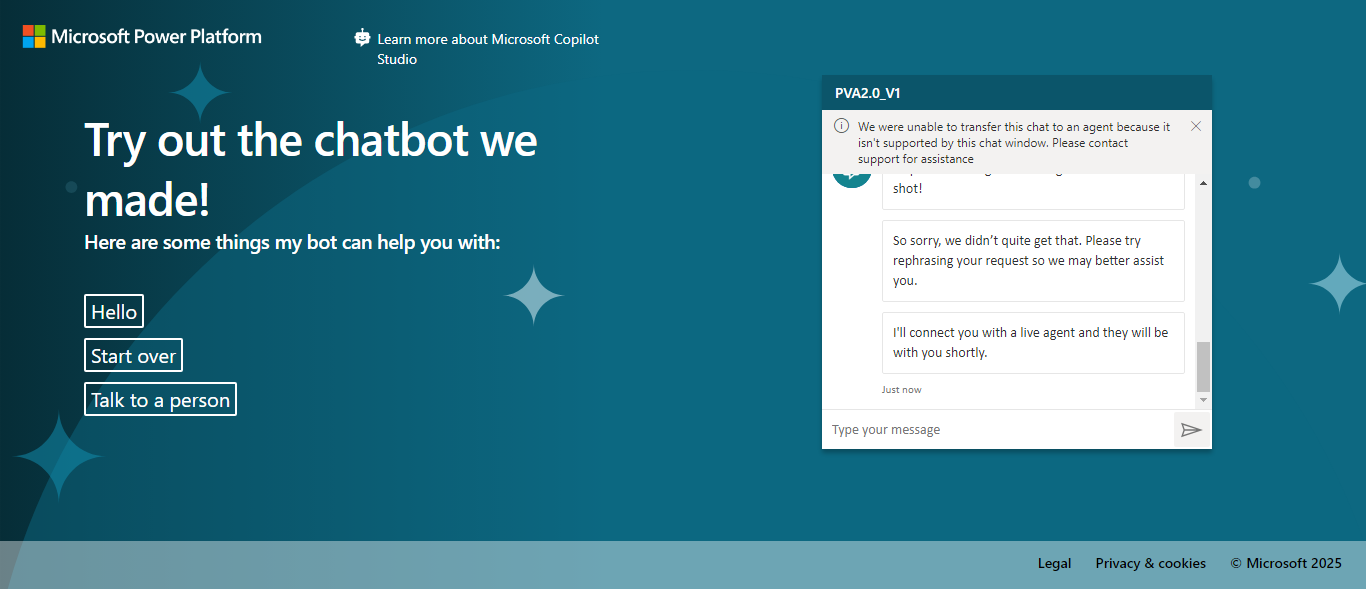 Microsoft Power Platform
Learn more about Microsoft Copilot
Studio
Try out the chatbot we
made!
Here are some things my bot can help you with:
Hello
Start over
Talk to a person
PVA2.0_V1
We were unable to transfer this chat to an agent because it
isn't supported by this chat window. Please contact
support for assistance
shot!
So sorry, we didn’t quite get that. Please try
rephrasing your request so we may better assist
you.
I'll connect you with a live agent and they will be
with you shortly.
Just now
Type your message
Legal
Privacy & cookies
© Microsoft 2025